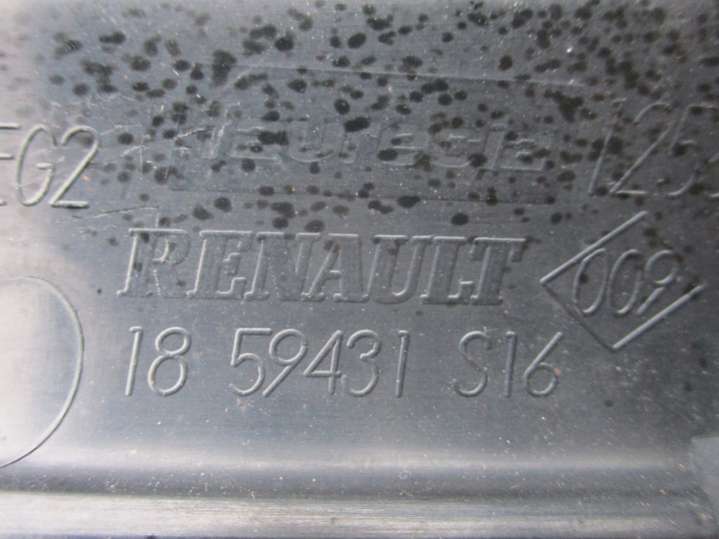 EG2
RENAULT 009
18 59431 S16